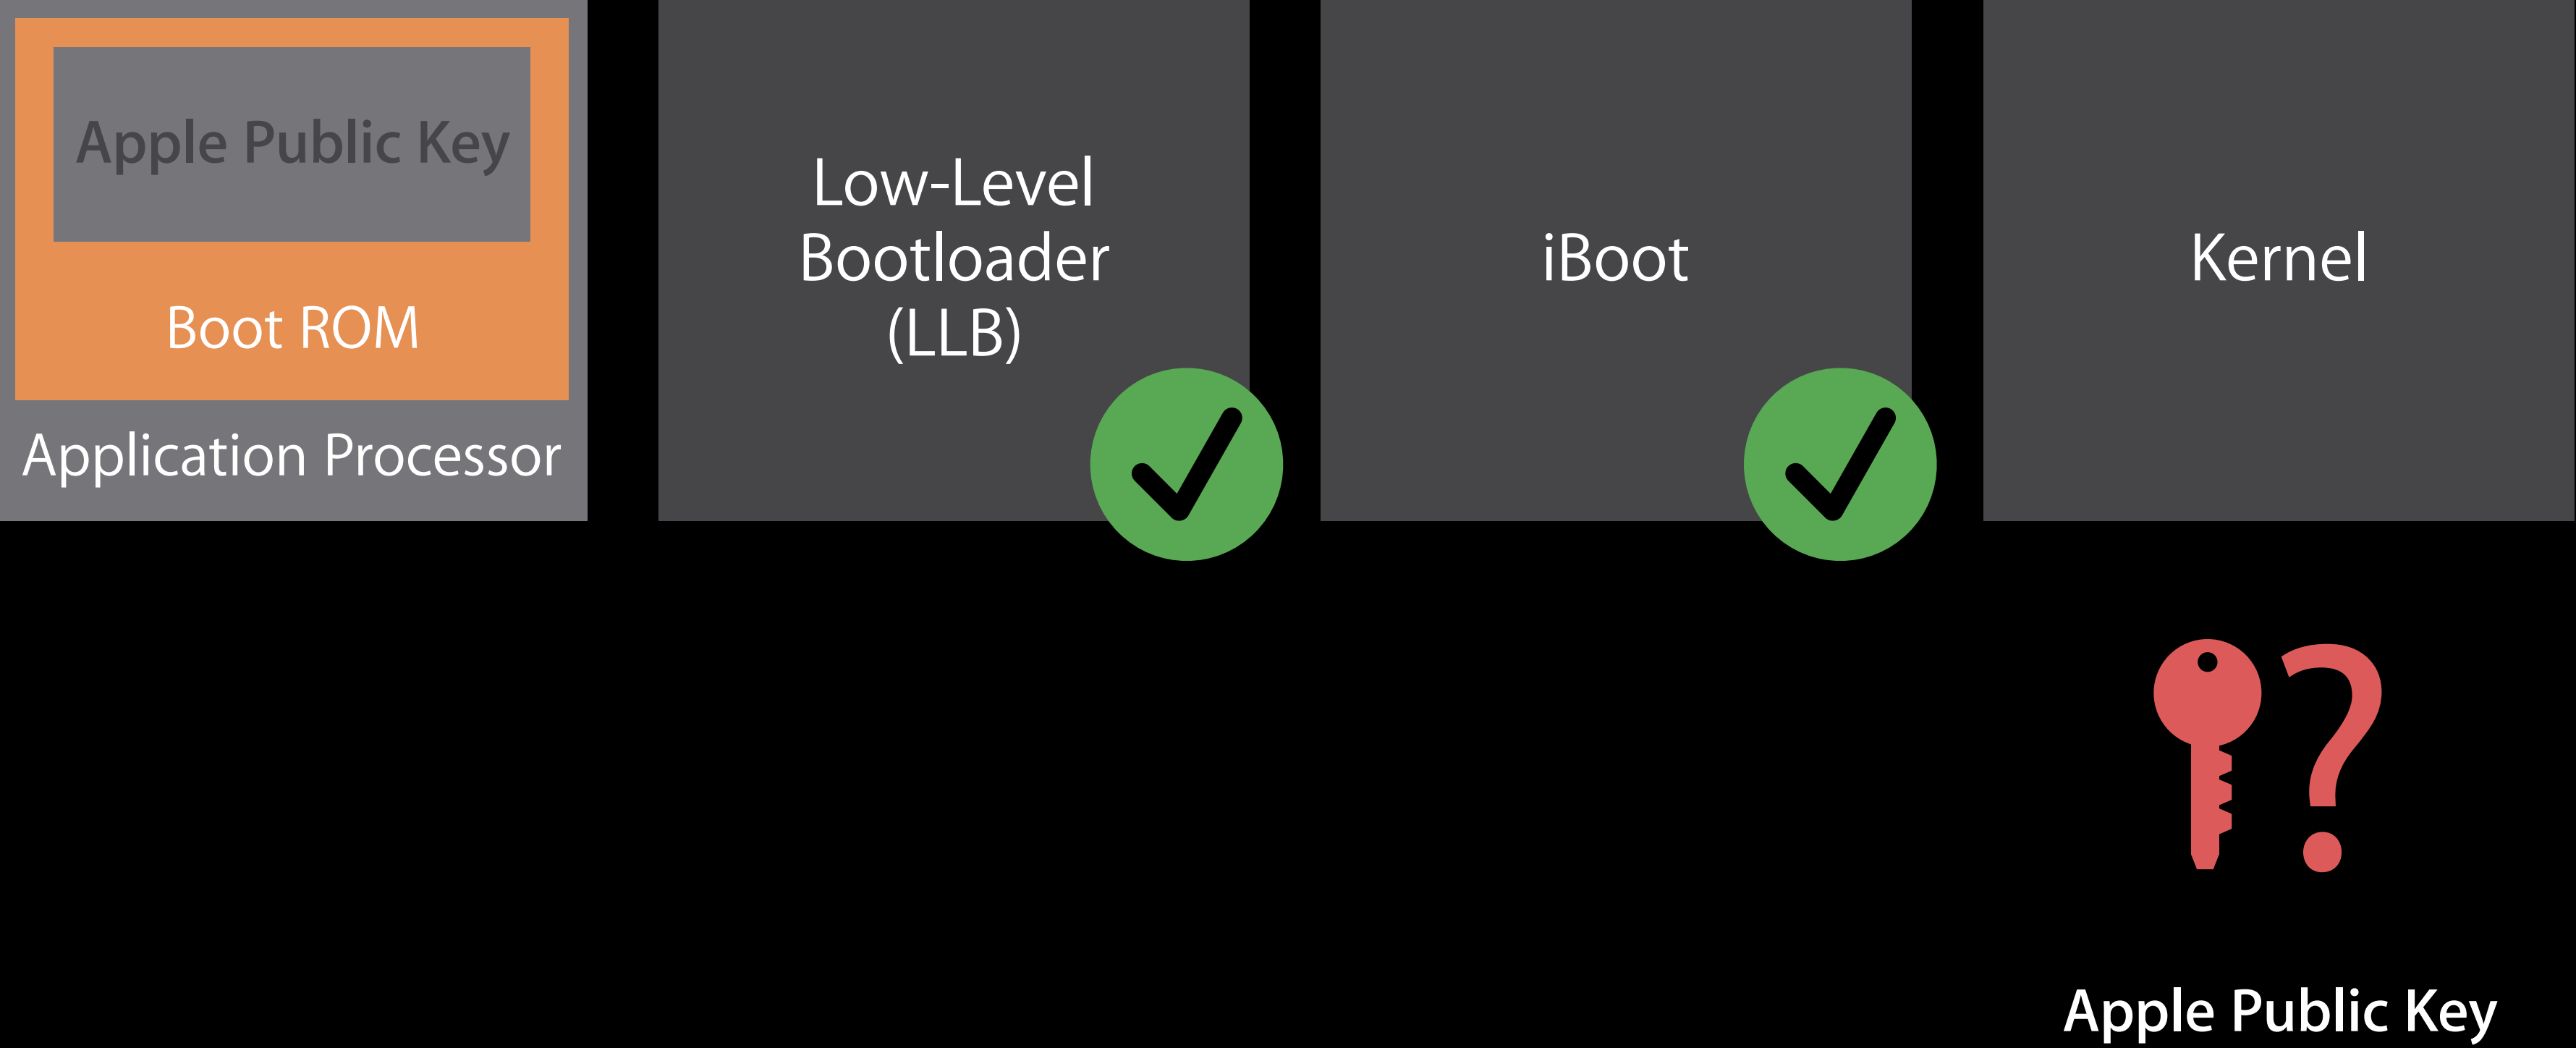 Apple Public Key
Boot ROM
Application Processor
Low-Level
Bootloader
(LLB)
iBoot
Kernel
?
Apple Public Key